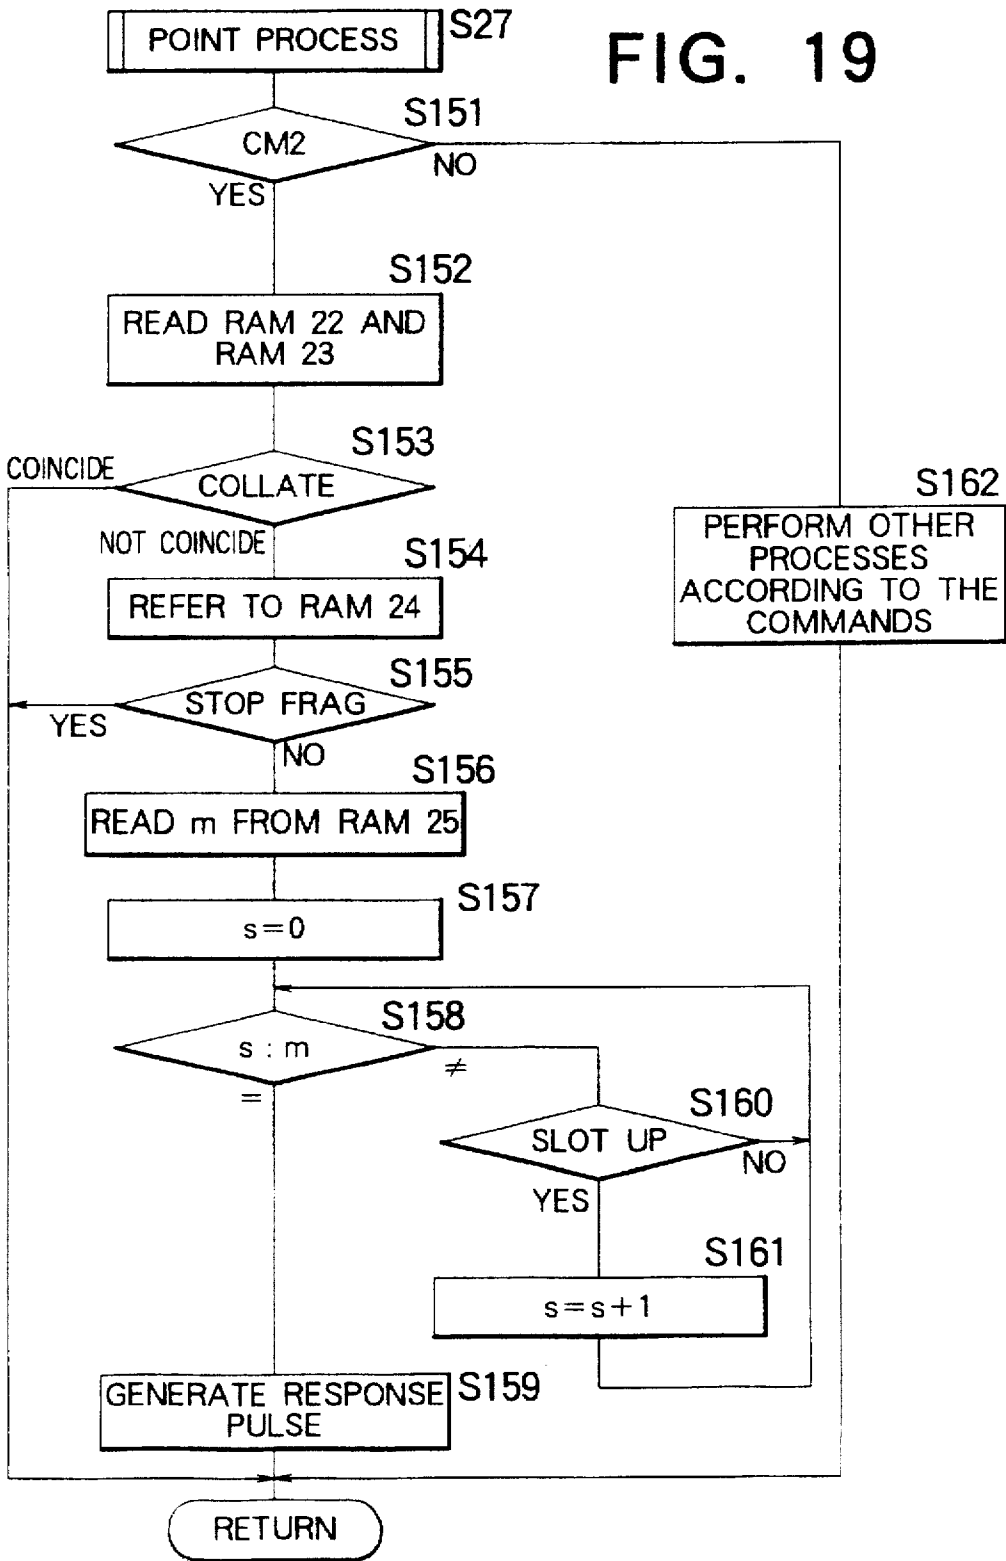 POINT PROCESS
S27
FIG. 19
S151
CM2
NO
YES
S152
READ RAM 22 AND
RAM 23
S153
COINCIDE
COLLATE
NOT COINCIDE
S154
REFER TO RAM 24
S155
STOP FRAG
YES
NO
S156
READ m FROM RAM 25
S157
s=0
S158
s : m
≠
=
S160
SLOT UP
NO
YES
S161
s=s+1
S162
PERFORM OTHER
PROCESSES
ACCORDING TO THE
COMMANDS
S159
GENERATE RESPONSE
PULSE
RETURN